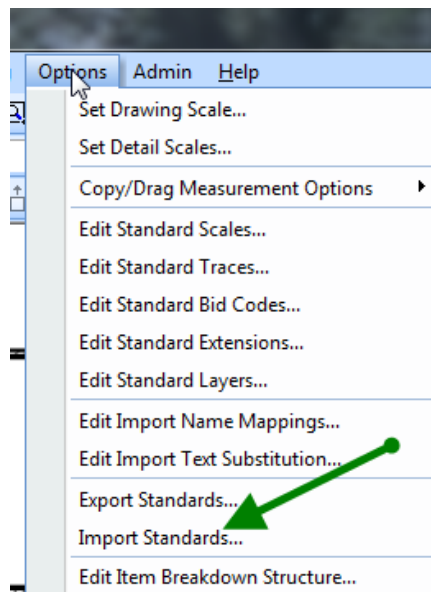 Options Admin Help
Set Drawing Scale...
Set Detail Scales...
Copy/Drag Measurement Options
Edit Standard Scales...
Edit Standard Traces...
Edit Standard Bid Codes...
Edit Standard Extensions...
Edit Standard Layers...
Edit Import Name Mappings...
Edit Import Text Substitution...
Export Standards...
Import Standards...
Edit Item Breakdown Structure...